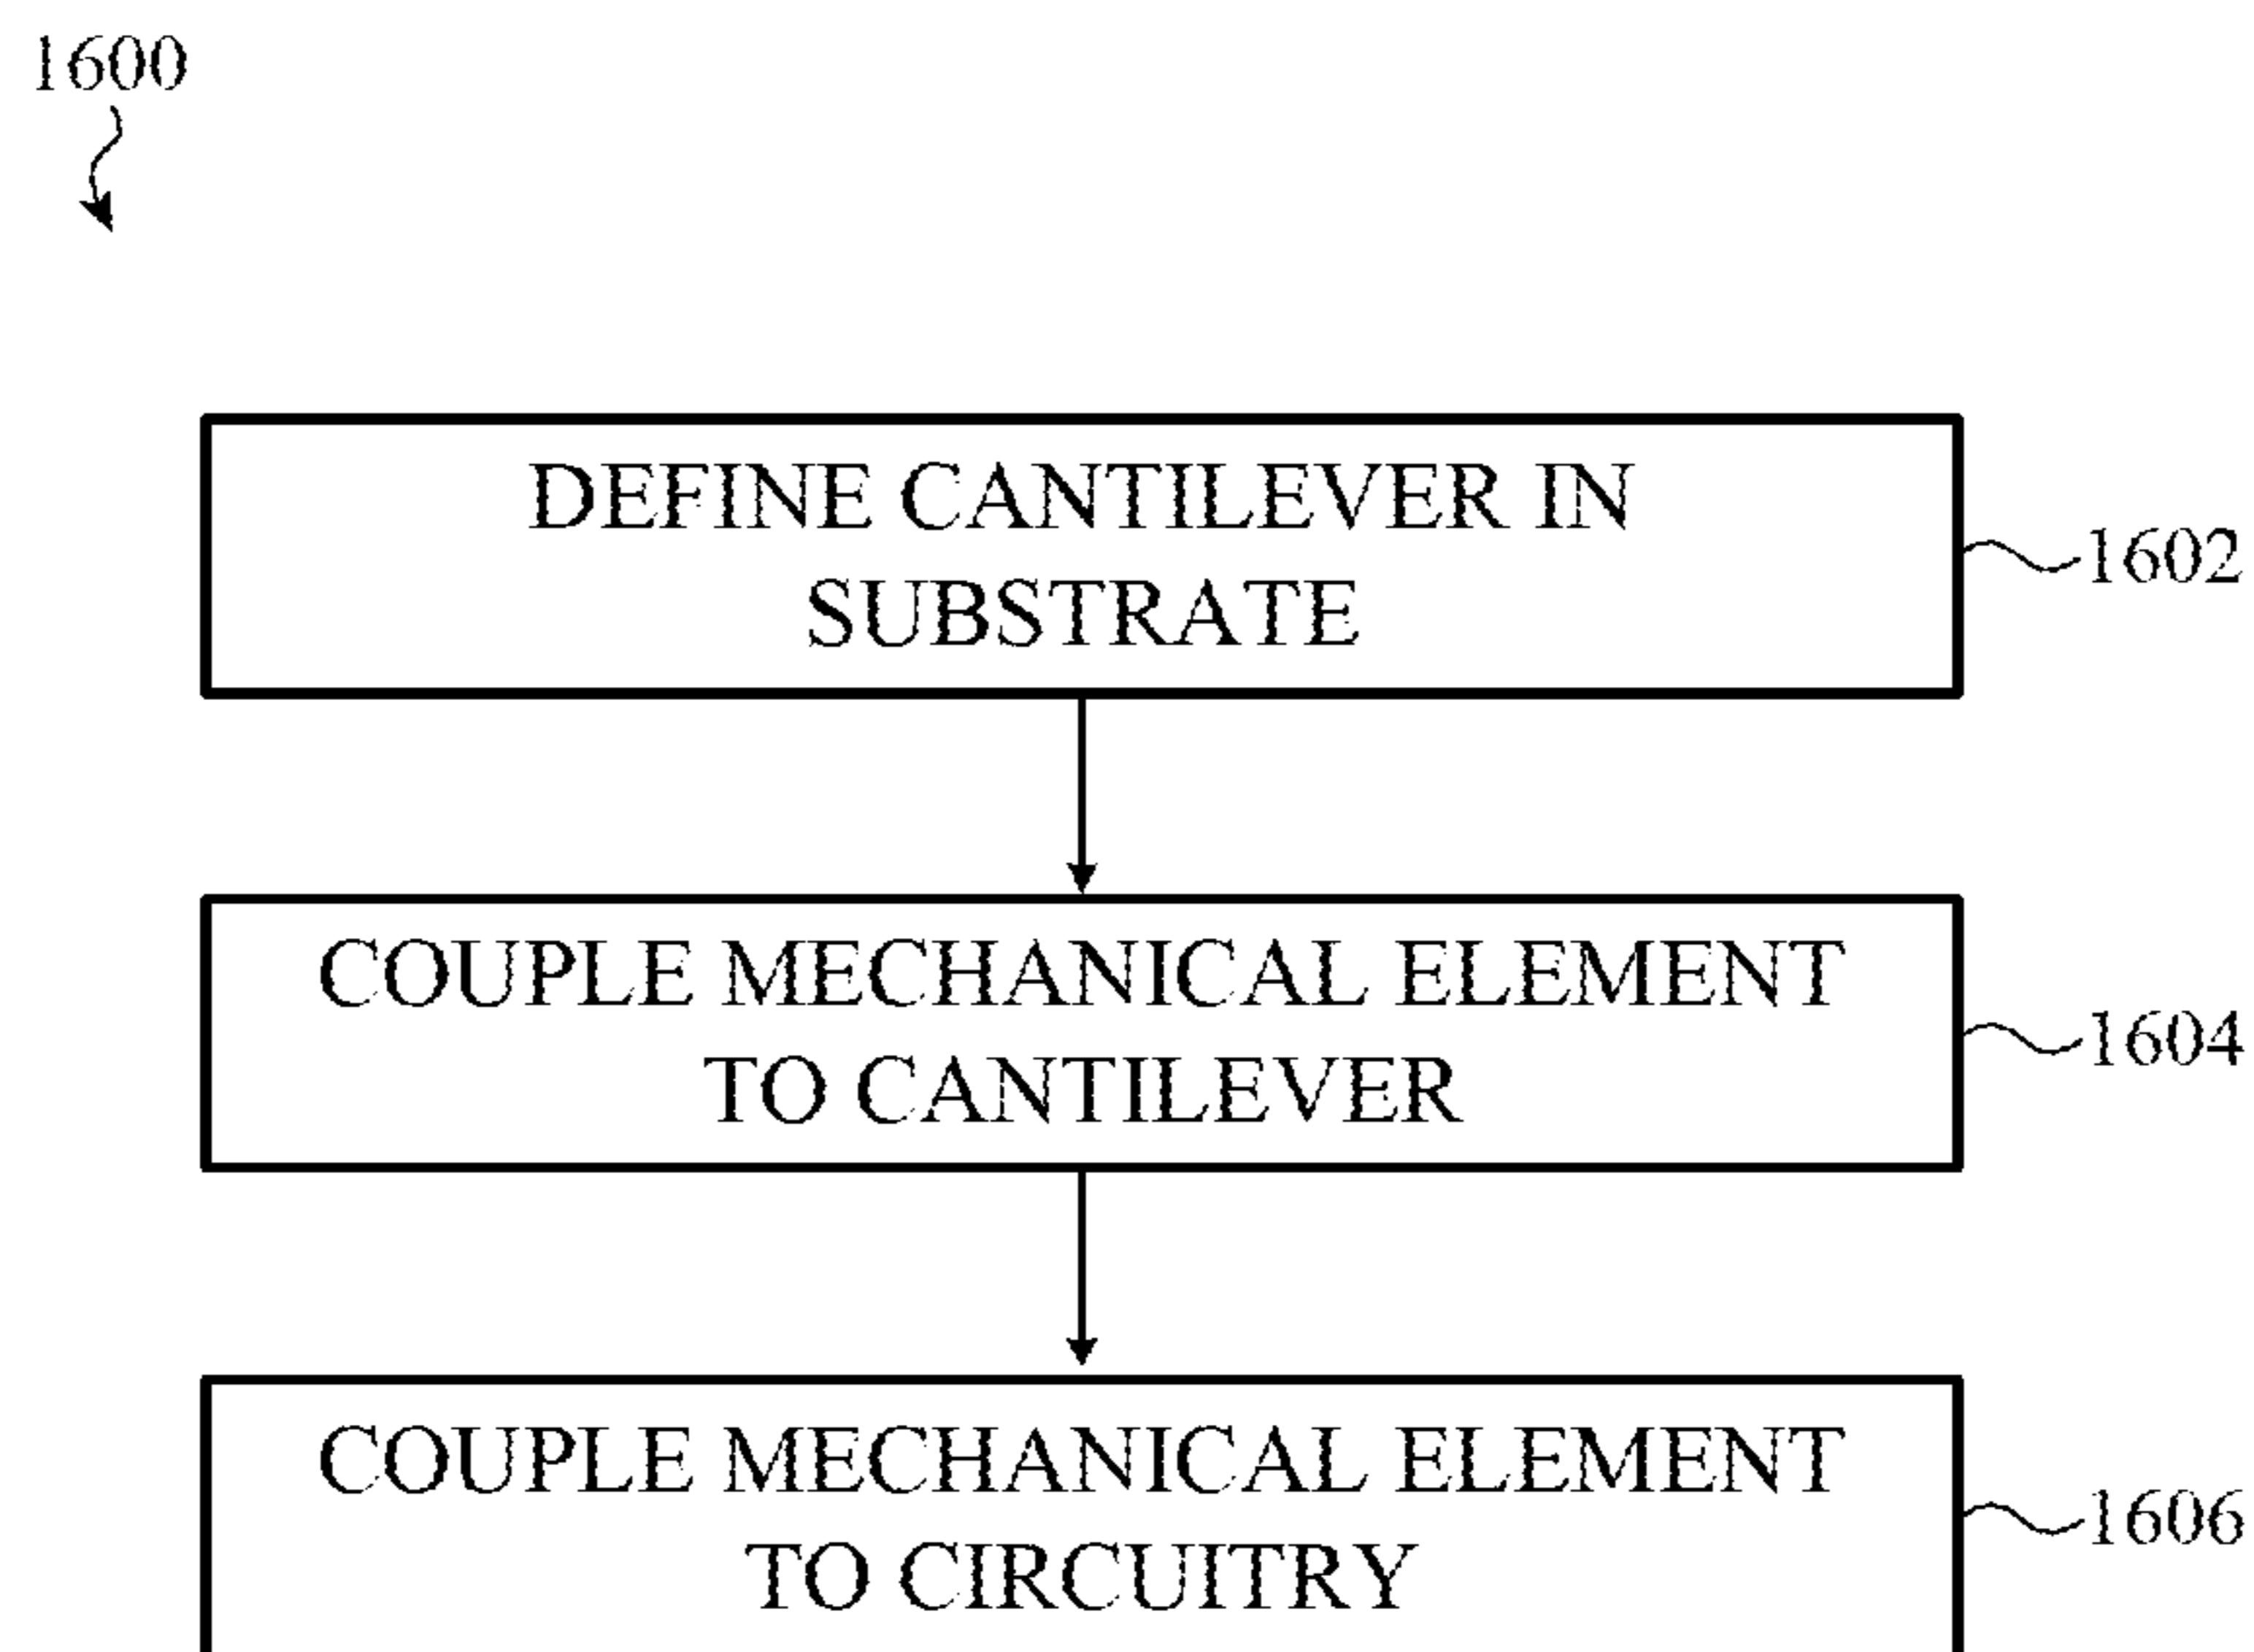 1600
DEFINE CANTILEVER IN
SUBSTRATE
1602
COUPLE MECHANICAL ELEMENT
TO CANTILEVER
1604
COUPLE MECHANICAL ELEMENT
TO CIRCUITRY
1606